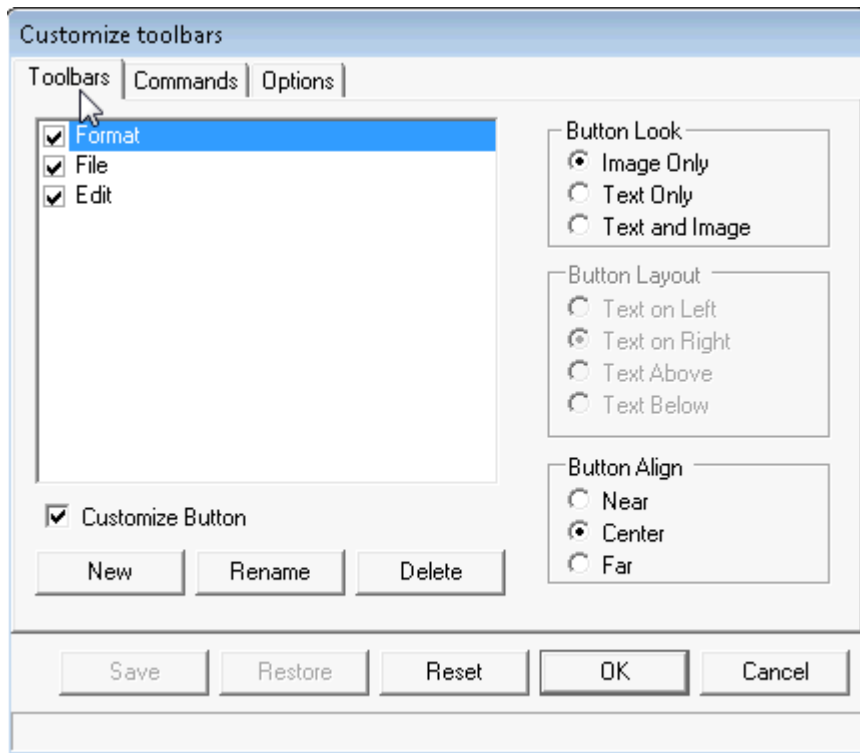 Customize toolbars
Toolbars Commands Options
Format
File
Edit
Customize Button
New Rename Delete
Button Look
Image Only
Text Only
Text and Image
Button Layout
Text on Left
Text on Right
Text Above
Text Below
Button Align
Near
Center
Far
Save Restore Reset OK Cancel